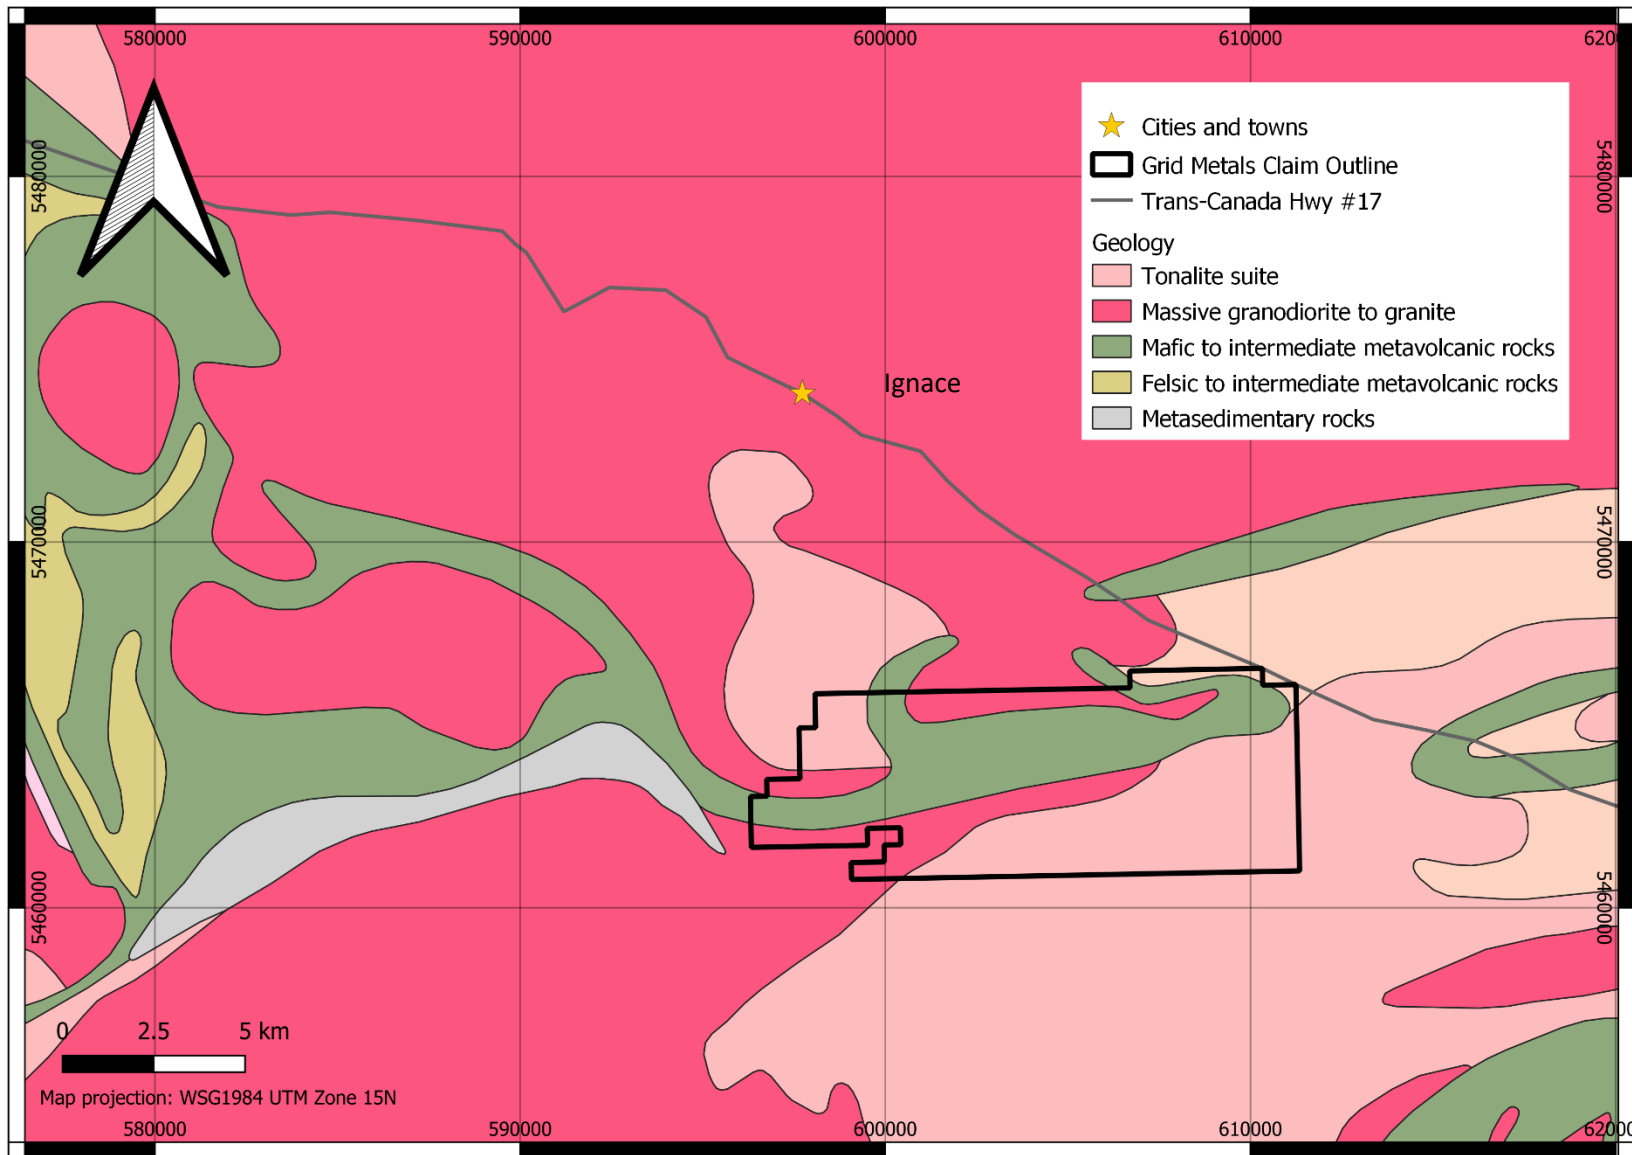 580000
590000
600000
610000
6200
Cities and towns
Grid Metals Claim Outline
Trans-Canada Hwy #17
Geology
Tonalite suite
Massive granodiorite to granite
Mafic to intermediate metavolcanic rocks
Felsic to intermediate metavolcanic rocks
Metasedimentary rocks
5480000
5480000
Ignace
5470000
5470000
5460000
5460000
0 2.5 5 km
Map projection: WSG1984 UTM Zone 15N
580000
590000
600000
610000
62000